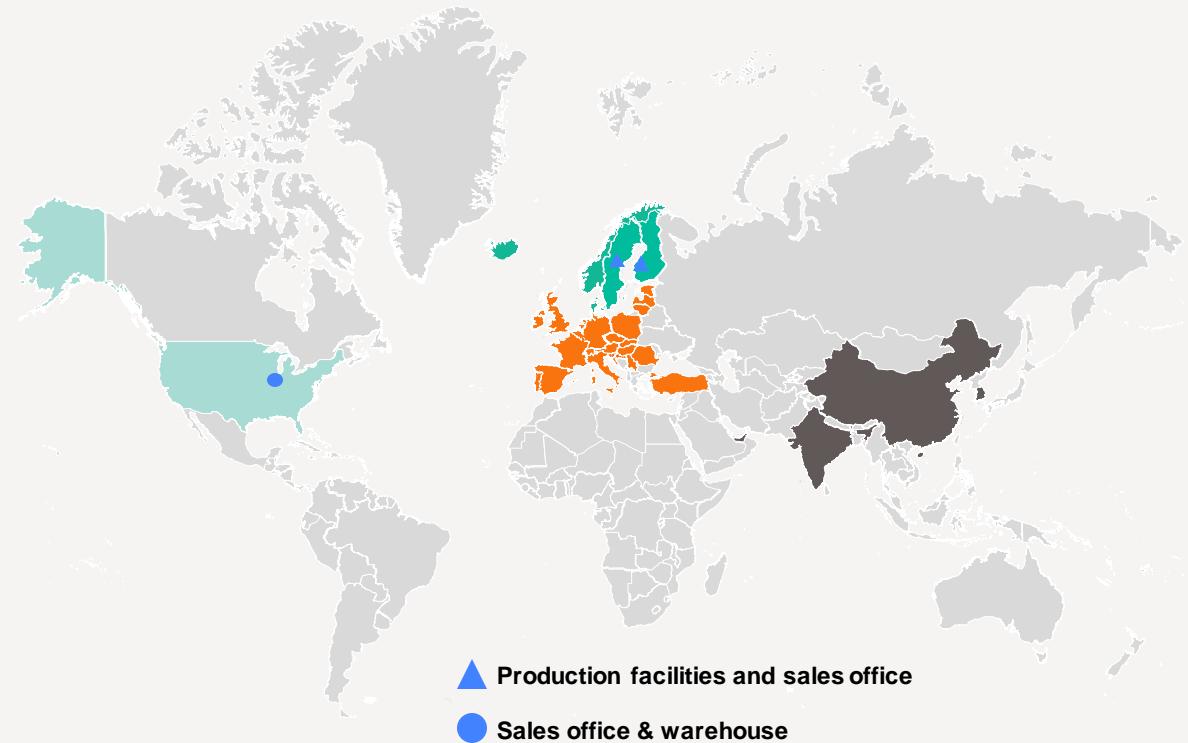 Production facilities and sales office
Sales office & warehouse